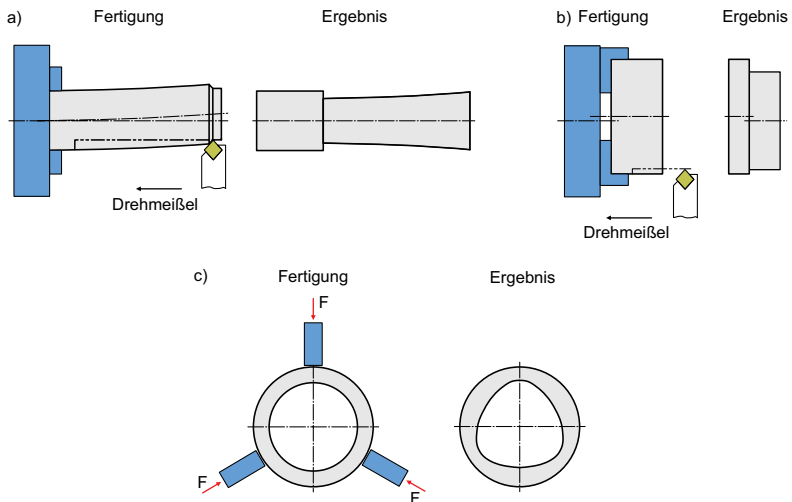 a) Fertigung Ergebnis
Drehmeißel
b) Fertigung Ergebnis
Drehmeißel
c) Fertigung Ergebnis
F
F
F